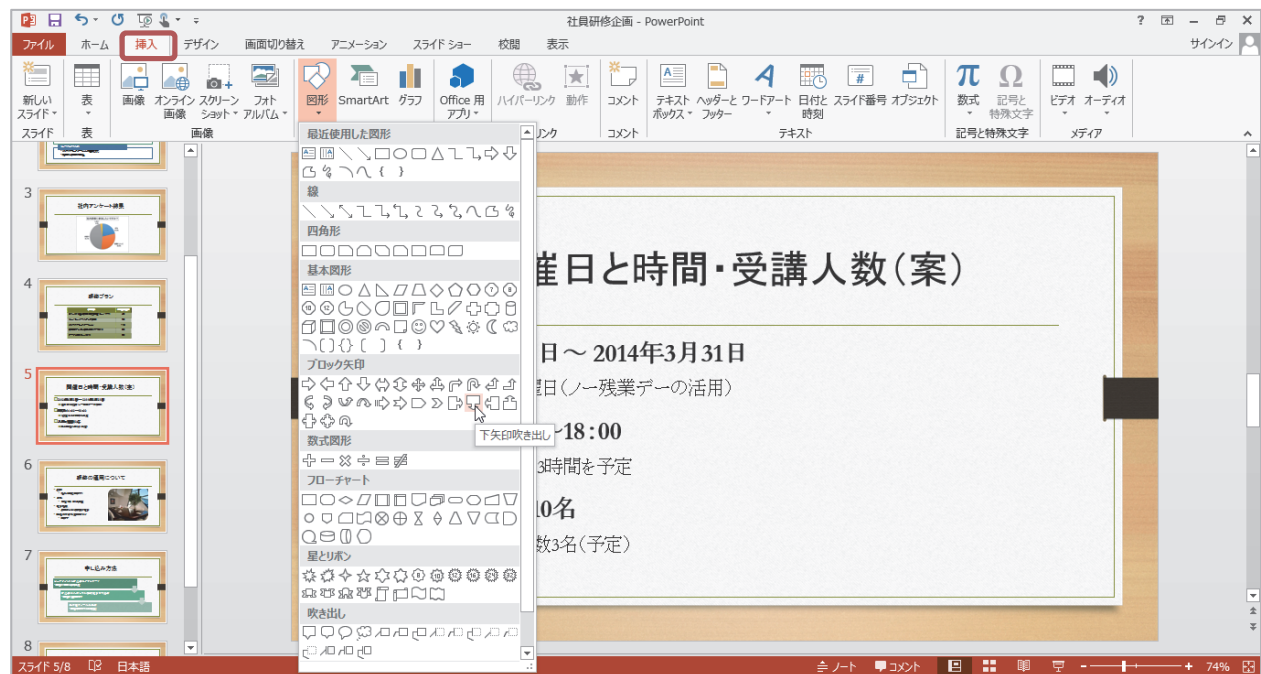 社員研修企画 - PowerPoint
ファイル ホーム 挿入 デザイン 画面切り替え アニメーション スライド ショー 校閲 表示 サインイン
新しい スライド 表 画像 オンライン 画像 スクリーン ショット フォト アルバム 図形 SmartArt グラフ Office 用 アプリ ハイパーリンク 動作 コメント テキスト ボックス ヘッダーと フッター ワードアート 日付と 時刻 スライド番号 オブジェクト 数式 記号と 特殊文字 ビデオ オーディオ
スライド 表 画像 リンク コメント テキスト 記号と特殊文字 メディア
最近使用した図形
線
四角形
基本図形
ブロック矢印
下矢印吹き出し
数式図形
フローチャート
星とリボン
吹き出し
3
社内アンケート結果
4
研修プラン
5
開催日と時間・受講人数(案)
6
研修の運用について
7
申し込み方法
8
催日と時間・受講人数(案)
日～ 2014年3月31日
曜日(ノー残業デーの活用)
～18:00
3時間を予定
10名
数3名(予定)
スライド 5/8 日本語 ノート コメント 74%